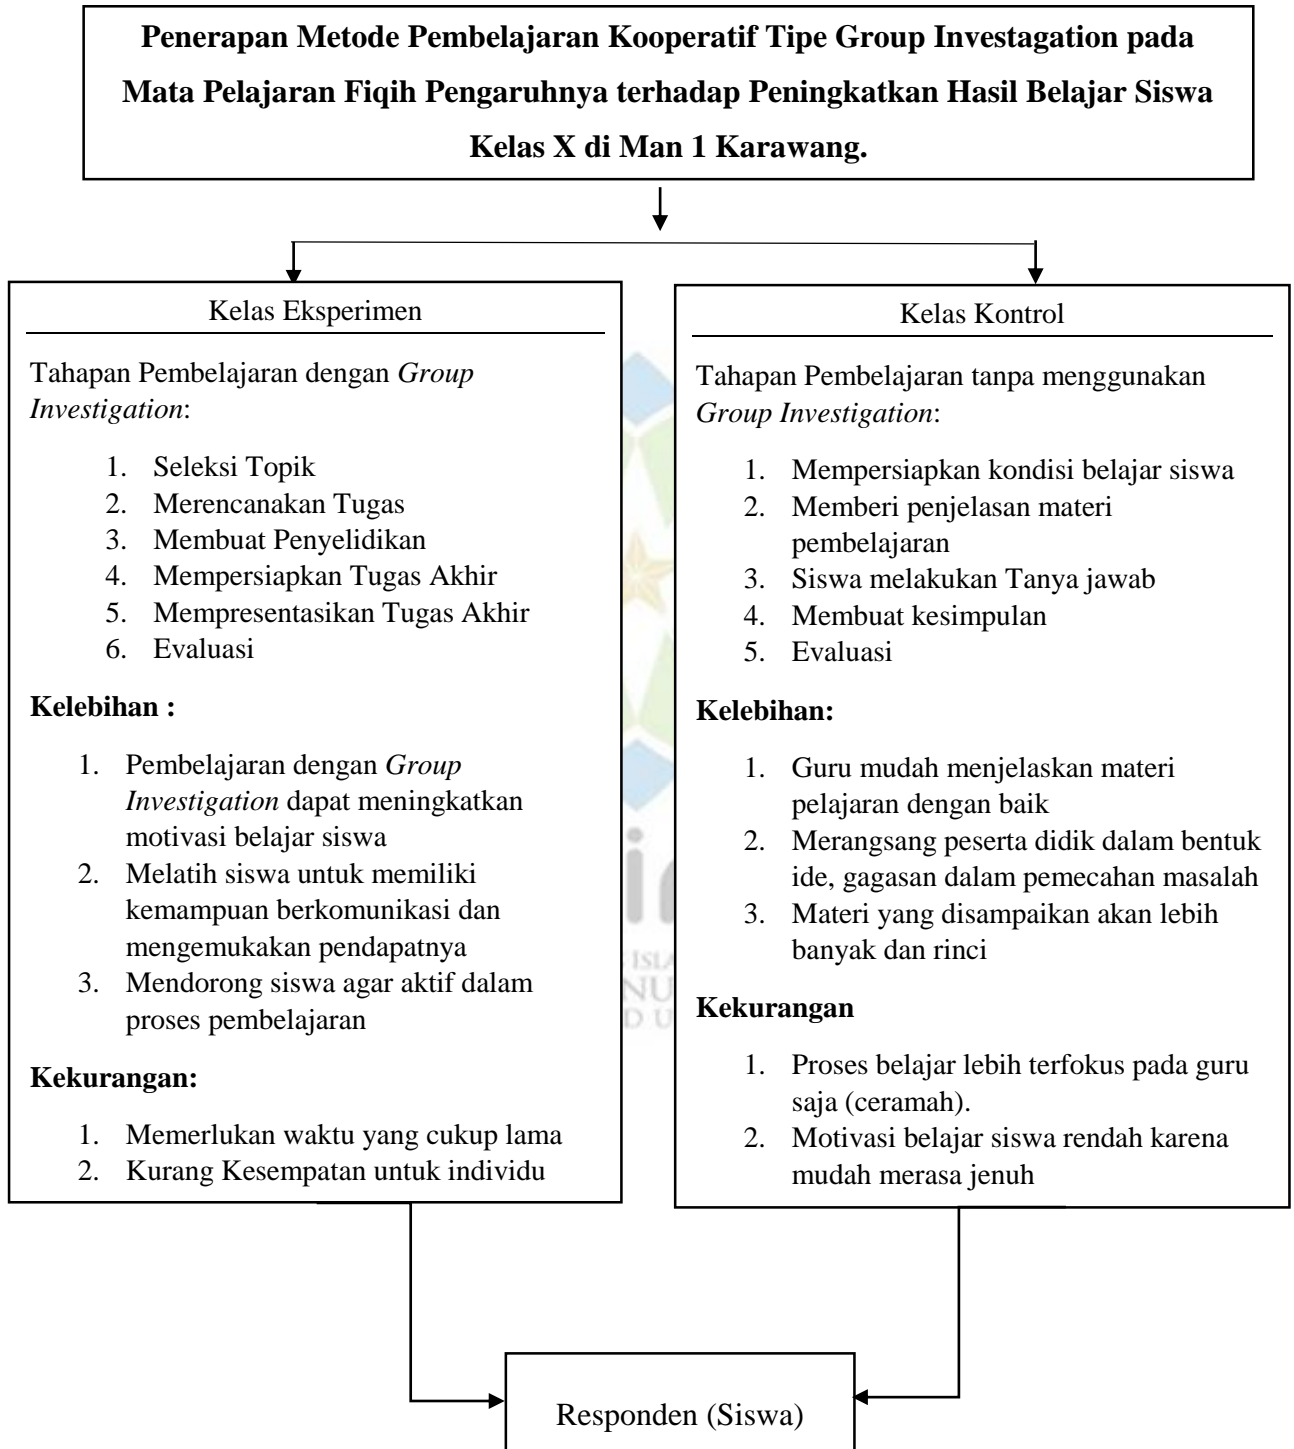 Penerapan Metode Pembelajaran Kooperatif Tipe Group Investagation pada
Mata Pelajaran Fiqih Pengaruhnya terhadap Peningkatkan Hasil Belajar Siswa
Kelas X di Man 1 Karawang.
Kelas Eksperimen
Tahapan Pembelajaran dengan Group
Investigation:
1. Seleksi Topik
2. Merencanakan Tugas
3. Membuat Penyelidikan
4. Mempersiapkan Tugas Akhir
5. Mempresentasikan Tugas Akhir
6. Evaluasi
Kelebihan :
1. Pembelajaran dengan Group
Investigation dapat meningkatkan
motivasi belajar siswa
2. Melatih siswa untuk memiliki
kemampuan berkomunikasi dan
mengemukakan pendapatnya
3. Mendorong siswa agar aktif dalam
proses pembelajaran
Kekurangan:
1. Memerlukan waktu yang cukup lama
2. Kurang Kesempatan untuk individu
Kelas Kontrol
Tahapan Pembelajaran tanpa menggunakan
Group Investigation:
1. Mempersiapkan kondisi belajar siswa
2. Memberi penjelasan materi
pembelajaran
3. Siswa melakukan Tanya jawab
4. Membuat kesimpulan
5. Evaluasi
Kelebihan:
1. Guru mudah menjelaskan materi
pelajaran dengan baik
2. Merangsang peserta didik dalam bentuk
ide, gagasan dalam pemecahan masalah
3. Materi yang disampaikan akan lebih
banyak dan rinci
Kekurangan
1. Proses belajar lebih terfokus pada guru
saja (ceramah).
2. Motivasi belajar siswa rendah karena
mudah merasa jenuh
Responden (Siswa)